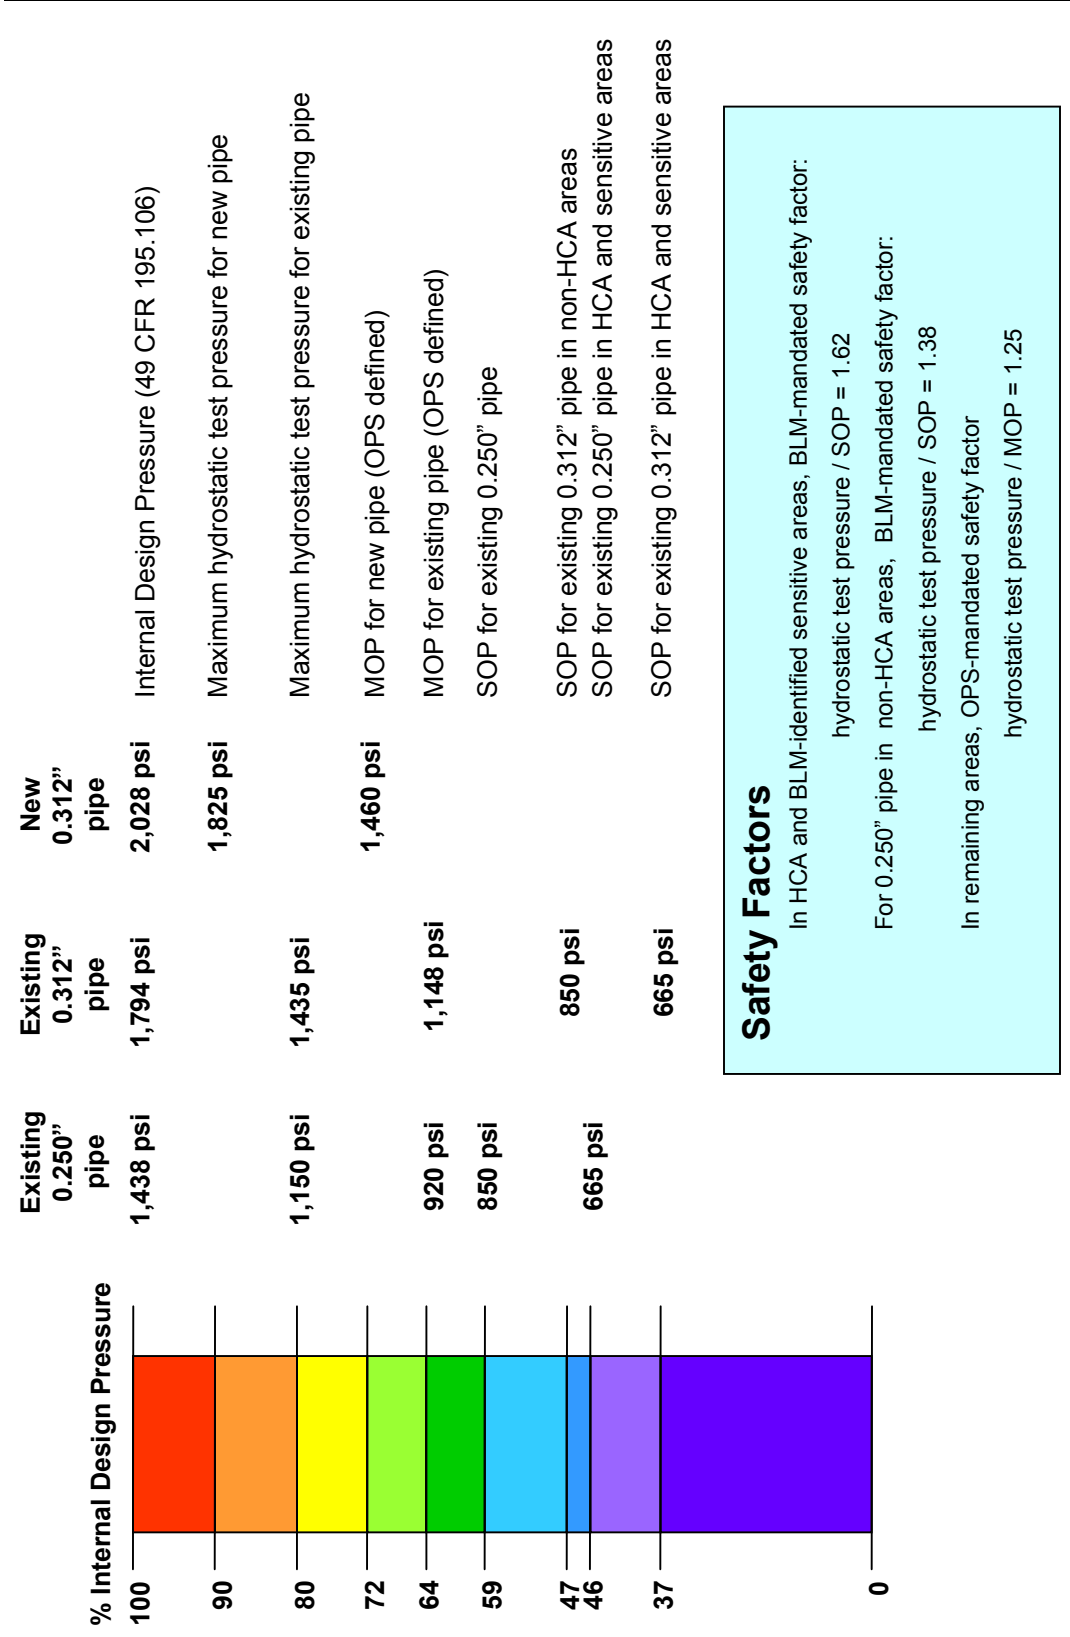 % Internal Design Pressure
Existing
0.250”
pipe
Existing
0.312”
pipe
New
0.312”
pipe
100
1,438 psi
1,794 psi
2,028 psi
Internal Design Pressure (49 CFR 195.106)
90
1,825 psi
Maximum hydrostatic test pressure for new pipe
80
1,150 psi
1,435 psi
Maximum hydrostatic test pressure for existing pipe
72
1,460 psi
MOP for new pipe (OPS defined)
64
920 psi
1,148 psi
MOP for existing pipe (OPS defined)
59
850 psi
SOP for existing 0.250” pipe
47
850 psi
SOP for existing 0.312” pipe in non-HCA areas
46
665 psi
SOP for existing 0.250” pipe in HCA and sensitive areas
37
665 psi
SOP for existing 0.312” pipe in HCA and sensitive areas
0
Safety Factors
In HCA and BLM-identified sensitive areas, BLM-mandated safety factor:
hydrostatic test pressure / SOP = 1.62
For 0.250” pipe in non-HCA areas, BLM-mandated safety factor:
hydrostatic test pressure / SOP = 1.38
In remaining areas, OPS-mandated safety factor
hydrostatic test pressure / MOP = 1.25